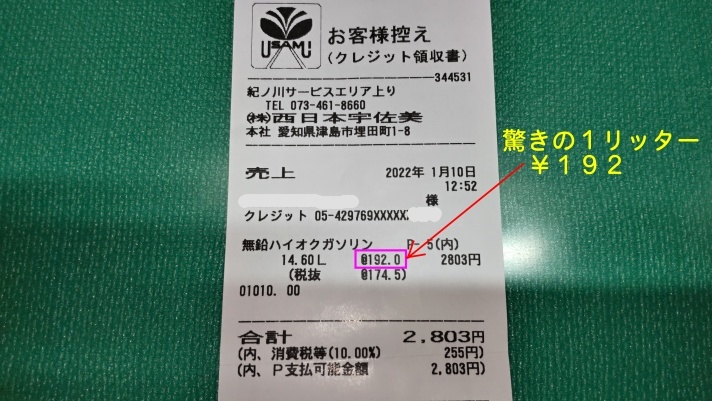 USAMI
お客様控え
(クレジット領収書)
344531
紀ノ川サービスエリア上り
TEL 073-461-8660
㈱西日本宇佐美
本社 愛知県津島市埋田町1-8
驚きの1リッター
¥192
売上 2022年 1月10日
12:52
様
クレジット 05-429769XXXXXX
無鉛ハイオクガソリン P- 5(内)
14.60L @192.0 2803円
(税抜 @174.5)
01010. 00
合計 2,803円
(内、消費税等(10.00%) 255円)
(内、P支払可能金額 2,803円)